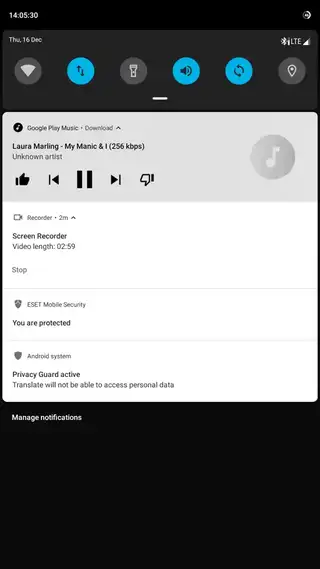 14:05:30
Thu, 16 Dec
LTE
Google Play Music • Download
Laura Marling - My Manic & I (256 kbps)
Unknown artist
Recorder • 2m
Screen Recorder
Video length: 02:59
Stop
ESET Mobile Security
You are protected
Android system
Privacy Guard active
Translate will not be able to access personal data
Manage notifications